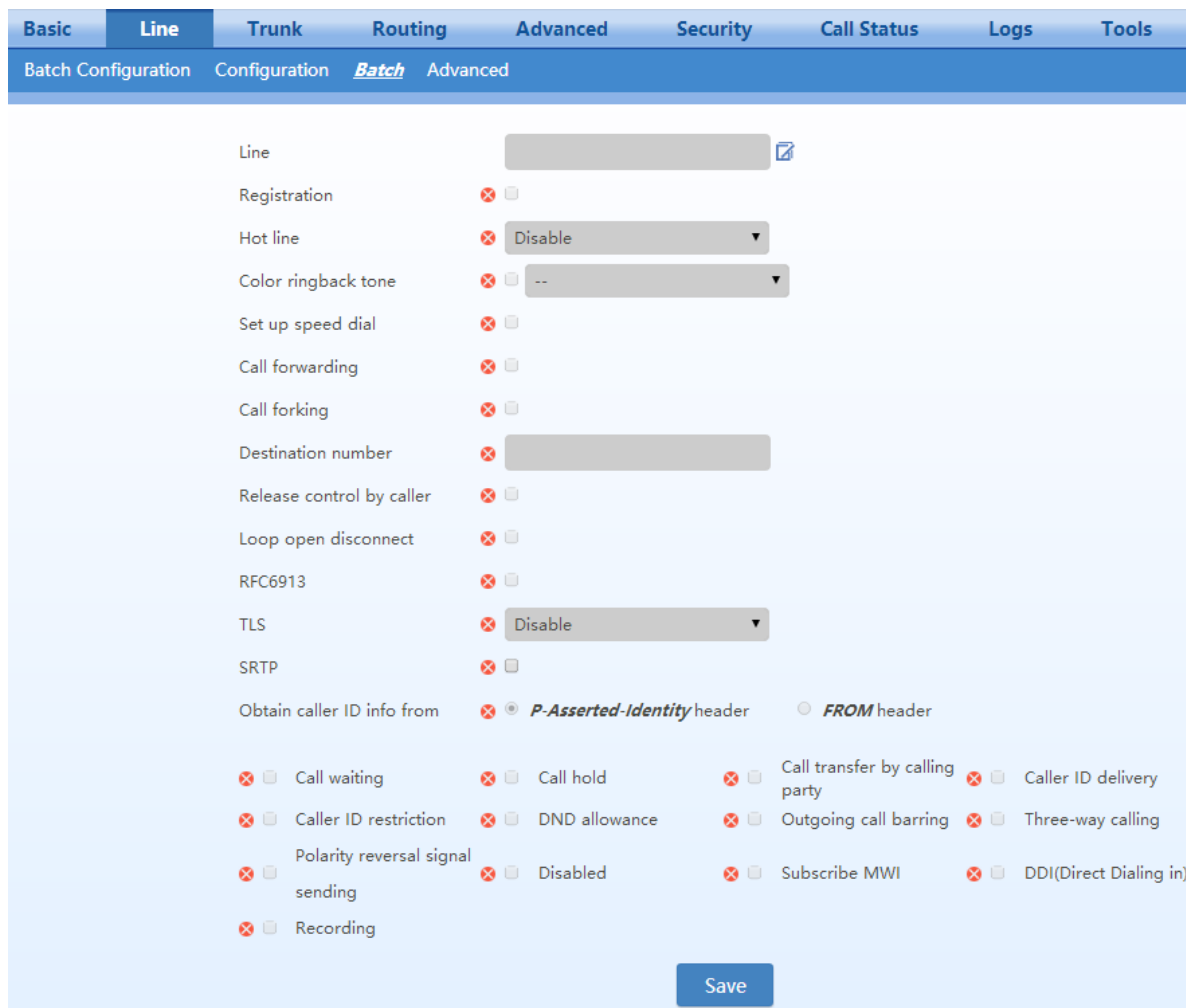 Basic Line Trunk Routing Advanced Security Call Status Logs Tools
Batch Configuration Configuration Batch Advanced
Line
Registration
Hot line Disable
Color ringback tone --
Set up speed dial
Call forwarding
Call forking
Destination number
Release control by caller
Loop open disconnect
RFC6913
TLS Disable
SRTP
Obtain caller ID info from P-Asserted-Identity header FROM header
Call waiting Call hold Call transfer by calling party Caller ID delivery
Caller ID restriction DND allowance Outgoing call barring Three-way calling
Polarity reversal signal sending Disabled Subscribe MWI DDI(Direct Dialing in)
Recording
Save